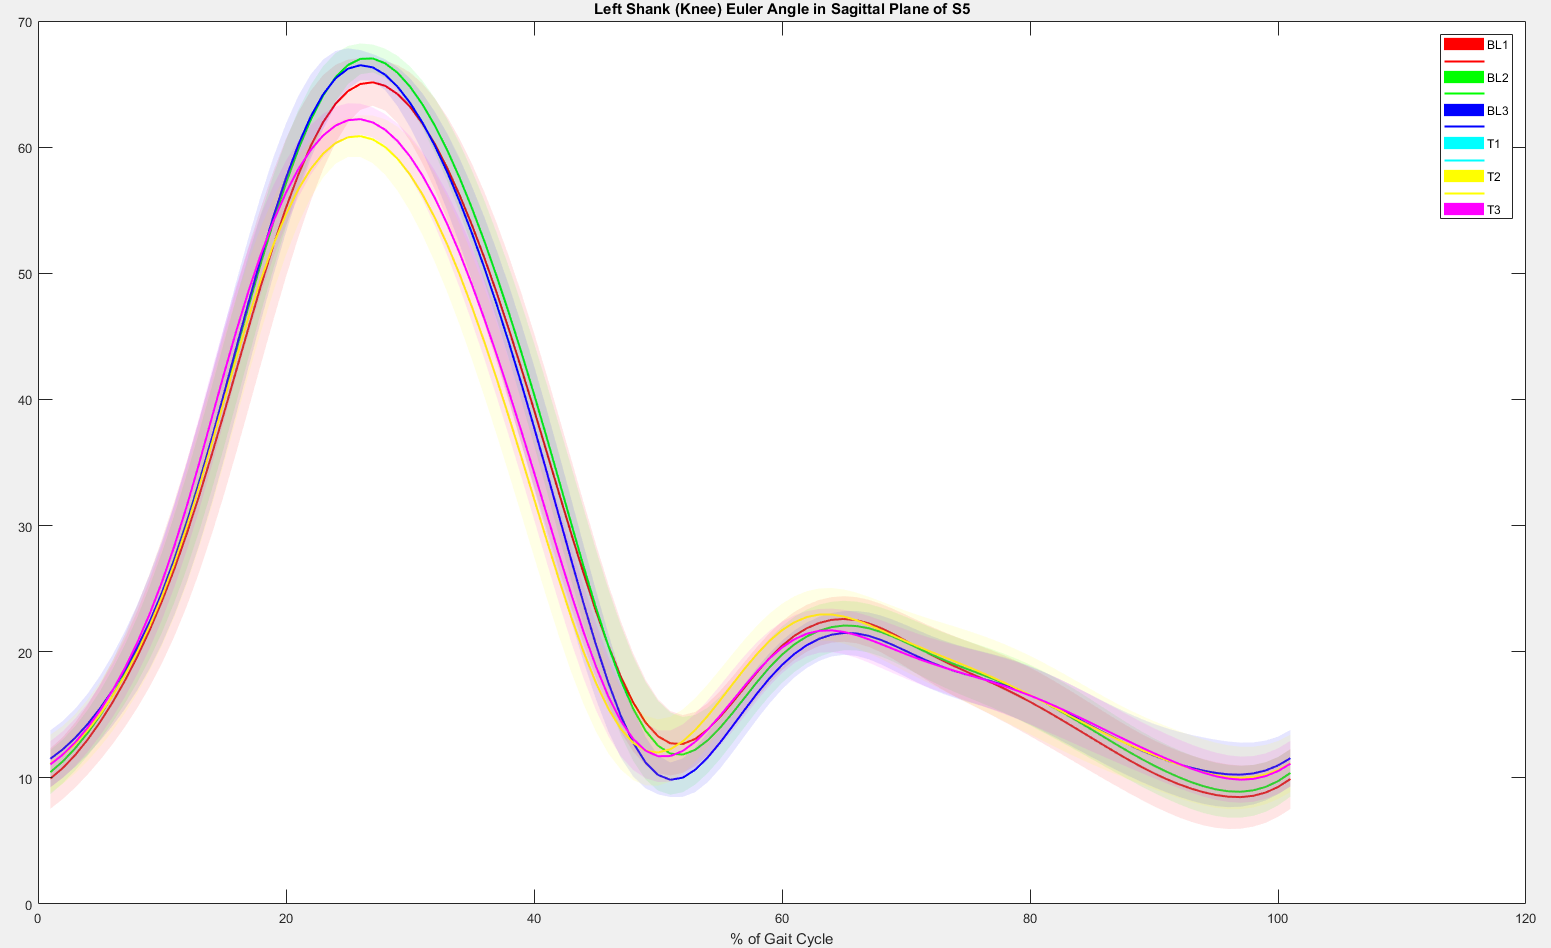 Left Shank (Knee) Euler Angle in Sagittal Plane of S5
70
60
50
40
30
20
10
0
BL1
BL2
BL3
T1
T2
T3
0 20 40 60 80 100 120
% of Gait Cycle